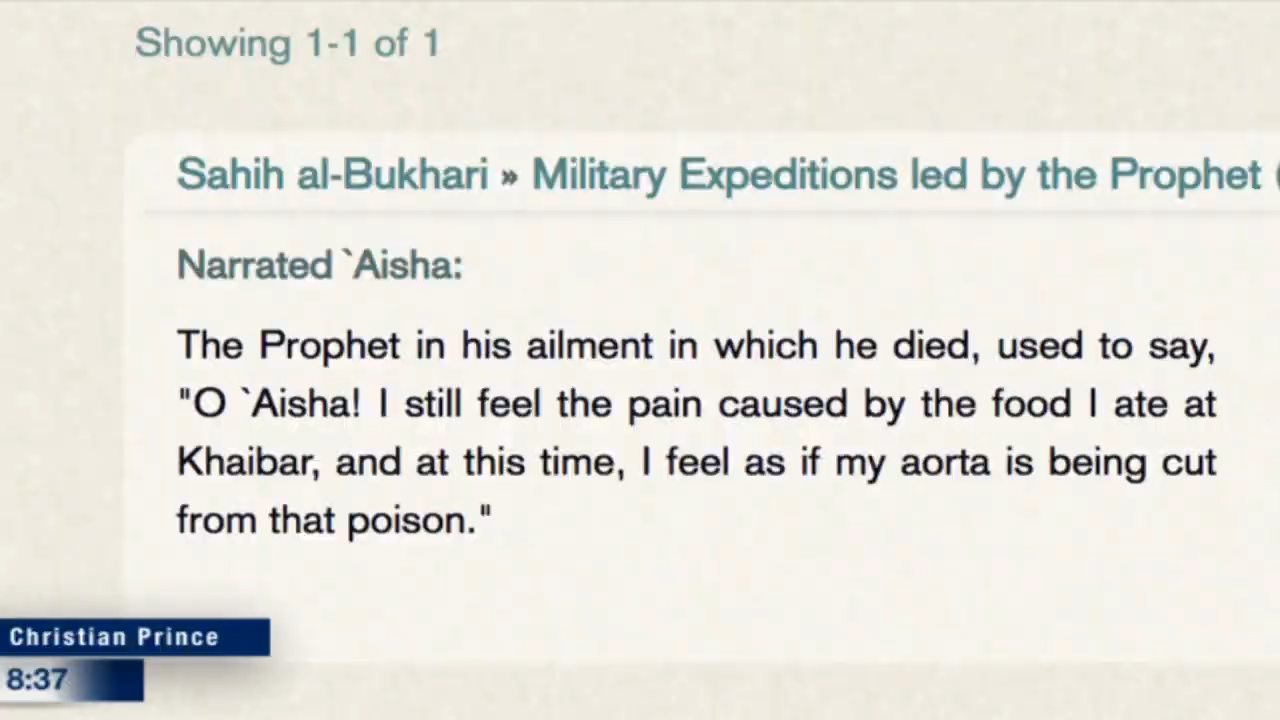 Showing 1-1 of 1
Sahih al-Bukhari » Military Expeditions led by the Prophet (
Narrated `Aisha:
The Prophet in his ailment in which he died, used to say,
"O `Aisha! I still feel the pain caused by the food I ate at
Khaibar, and at this time, I feel as if my aorta is being cut
from that poison."
Christian Prince
8:37